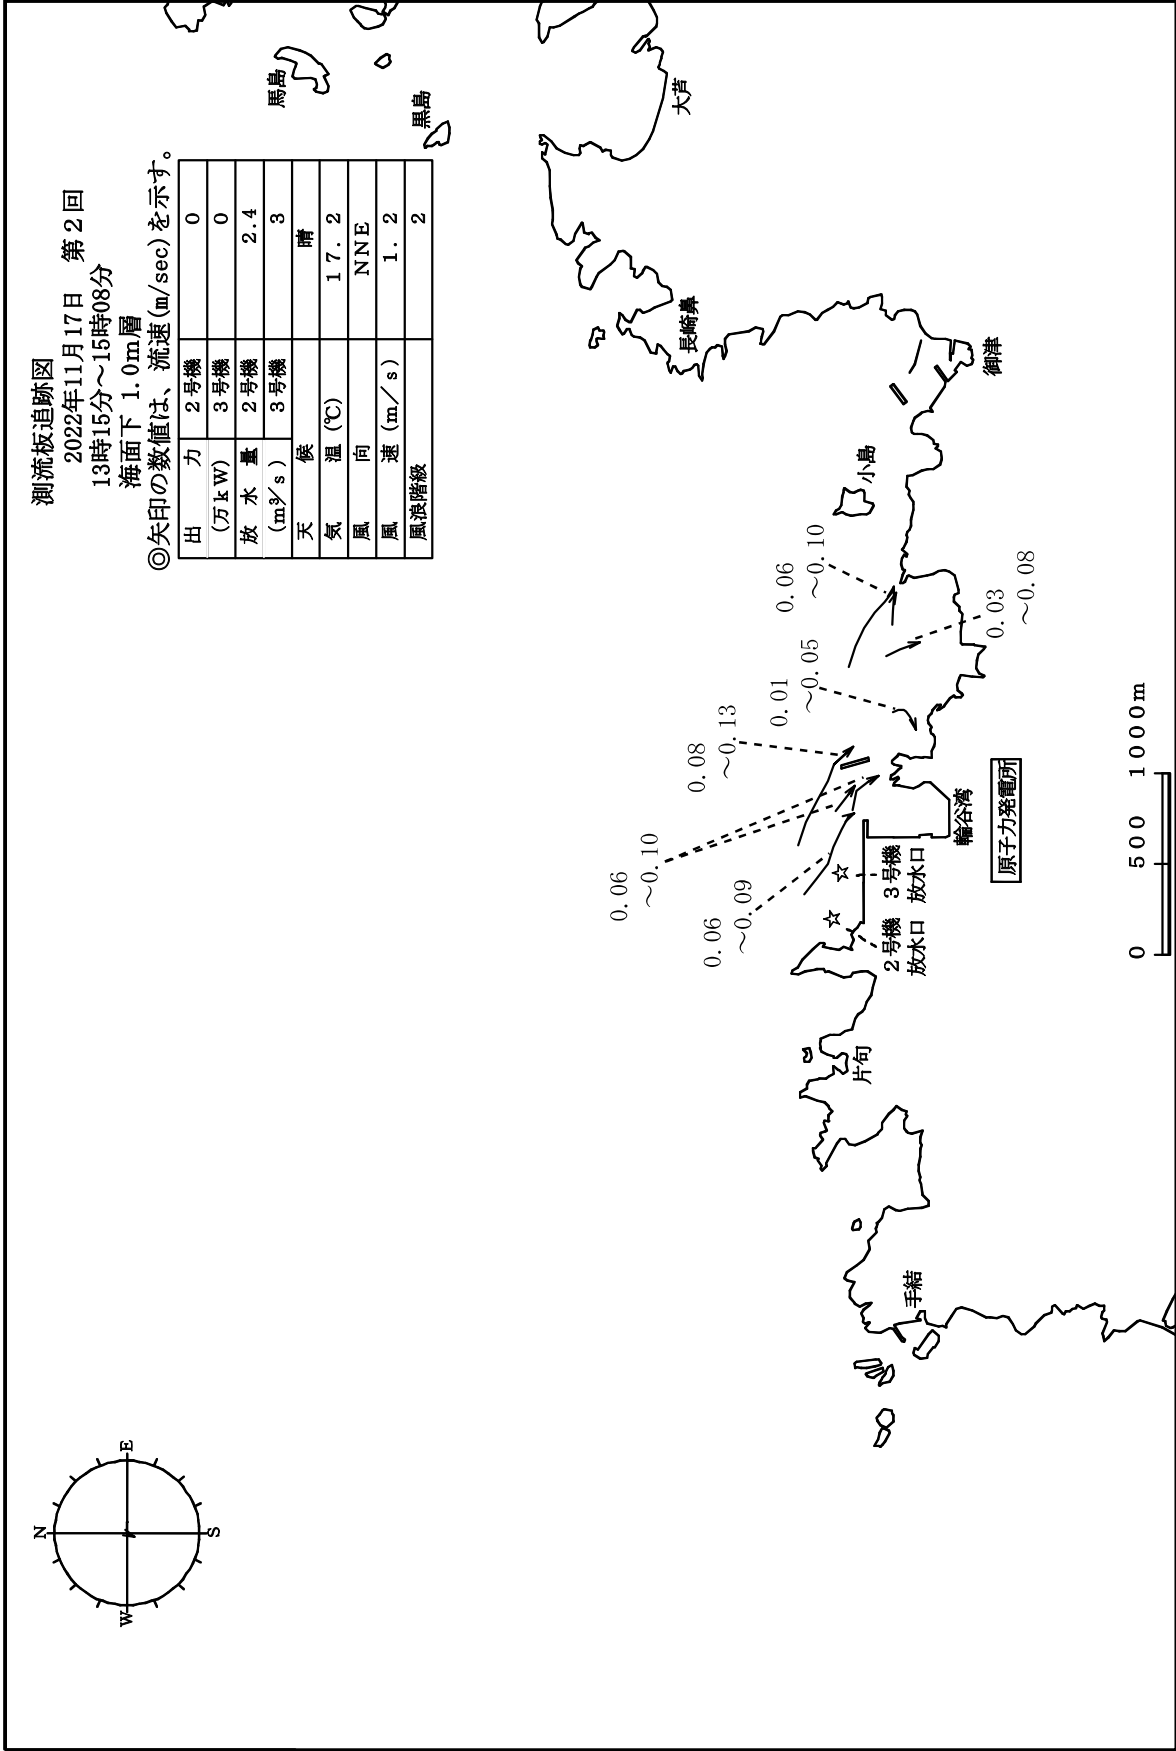 測流板追跡図
2022年11月17日 第２回
13時15分～15時08分
海面下 1.0m層
◎矢印の数値は、流速(m/sec)を示す。
出 力 ２号機 ０
(万ｋＷ) ３号機 ０
放 水 量 ２号機 2.4
(m³/ｓ) ３号機 ３
天 候 晴
気 温(℃) １７.２
風 向 ＮＮＥ
風 速(ｍ／ｓ) １.２
風浪階級 ２
馬島
黒島
大芦
長崎鼻
御津
小島
0.06
～0.10
0.03
～0.08
0.01
～0.05
0.08
～0.13
0.06
～0.10
0.06
～0.09
２号機
放水口
３号機
放水口
輪谷湾
原子力発電所
片句
手結
N
E
S
W
0 500 1000m